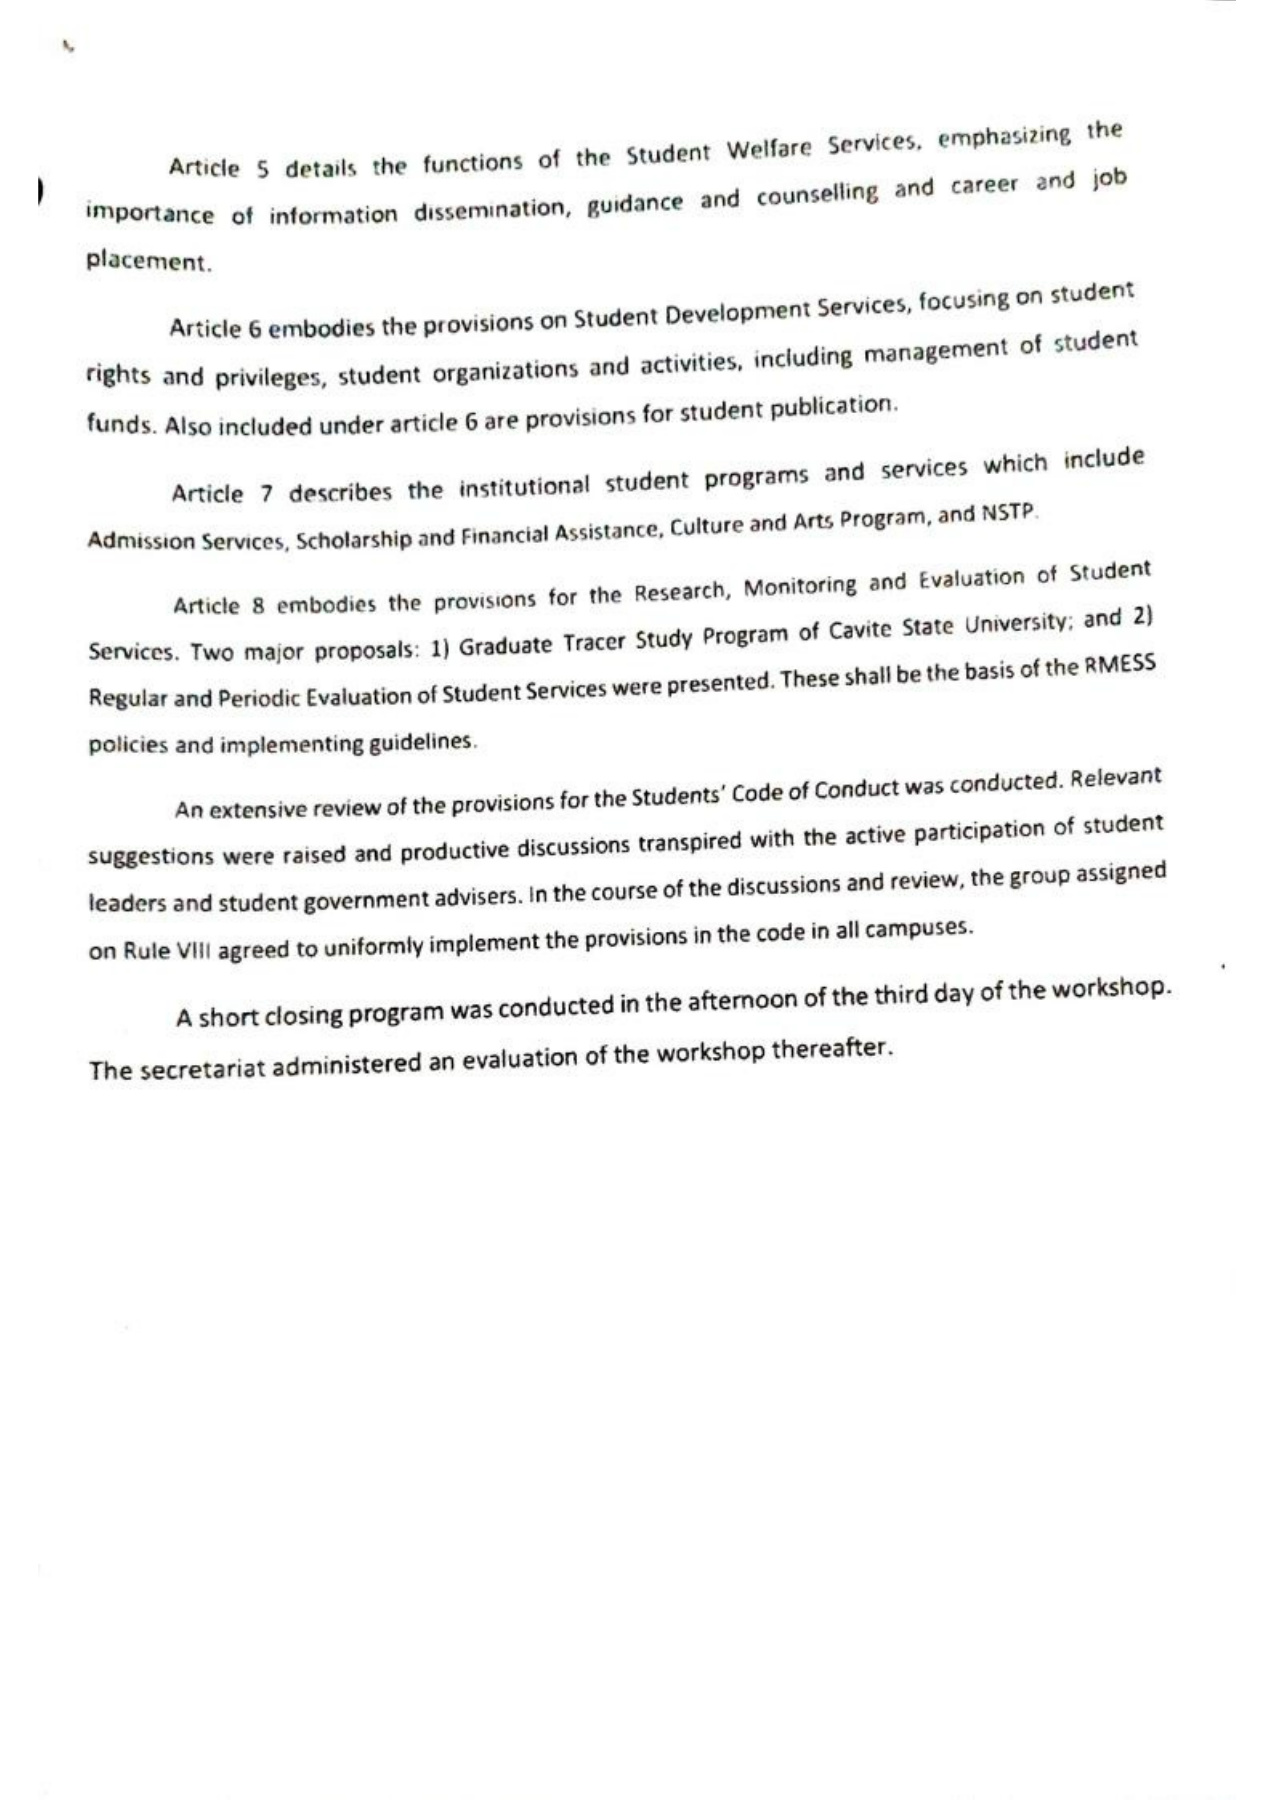 Article 5 details the functions of the Student Welfare Services, emphasizing the
importance of information dissemination, guidance and counselling and career and job
placement.
Article 6 embodies the provisions on Student Development Services, focusing on student
rights and privileges, student organizations and activities, including management of student
funds. Also included under article 6 are provisions for student publication.
Article 7 describes the institutional student programs and services which include
Admission Services, Scholarship and Financial Assistance, Culture and Arts Program, and NSTP.
Article 8 embodies the provisions for the Research, Monitoring and Evaluation of Student
Services. Two major proposals: 1) Graduate Tracer Study Program of Cavite State University; and 2)
Regular and Periodic Evaluation of Student Services were presented. These shall be the basis of the RMESS
policies and implementing guidelines.
An extensive review of the provisions for the Students' Code of Conduct was conducted. Relevant
suggestions were raised and productive discussions transpired with the active participation of student
leaders and student government advisers. In the course of the discussions and review, the group assigned
on Rule VIII agreed to uniformly implement the provisions in the code in all campuses.
A short closing program was conducted in the afternoon of the third day of the workshop.
The secretariat administered an evaluation of the workshop thereafter.